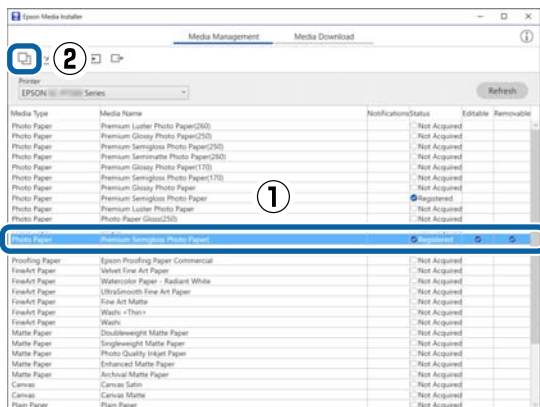 Epson Media Installer
Media Management Media Download
2
Printer
EPSON Series
Refresh
Media Type Media Name Notifications Status Editable Removable
Photo Paper Premium Luster Photo Paper(260) Not Acquired
Photo Paper Premium Glossy Photo Paper(250) Not Acquired
Photo Paper Premium Semigloss Photo Paper(250) Not Acquired
Photo Paper Premium Semimatte Photo Paper(260) Not Acquired
Photo Paper Premium Glossy Photo Paper(170) Not Acquired
Photo Paper Premium Semigloss Photo Paper(170) Not Acquired
Photo Paper Premium Glossy Photo Paper Not Acquired
Photo Paper Premium Semigloss Photo Paper Registered
Photo Paper Premium Luster Photo Paper Not Acquired
Photo Paper Photo Paper Gloss(250) Not Acquired
1
Photo Paper Premium Semigloss Photo Paper Registered
Proofing Paper Epson Proofing Paper Commercial Not Acquired
FineArt Paper Velvet Fine Art Paper Not Acquired
FineArt Paper Watercolor Paper - Radiant White Not Acquired
FineArt Paper UltraSmooth Fine Art Paper Not Acquired
FineArt Paper Fine Art Matte Not Acquired
FineArt Paper Washi <Thin> Not Acquired
FineArt Paper Washi Not Acquired
Matte Paper Doubleweight Matte Paper Not Acquired
Matte Paper Singleweight Matte Paper Not Acquired
Matte Paper Photo Quality Inkjet Paper Not Acquired
Matte Paper Enhanced Matte Paper Not Acquired
Matte Paper Archival Matte Paper Not Acquired
Canvas Canvas Satin Not Acquired
Canvas Canvas Matte Not Acquired
Plain Paper Plain Paper Not Acquired